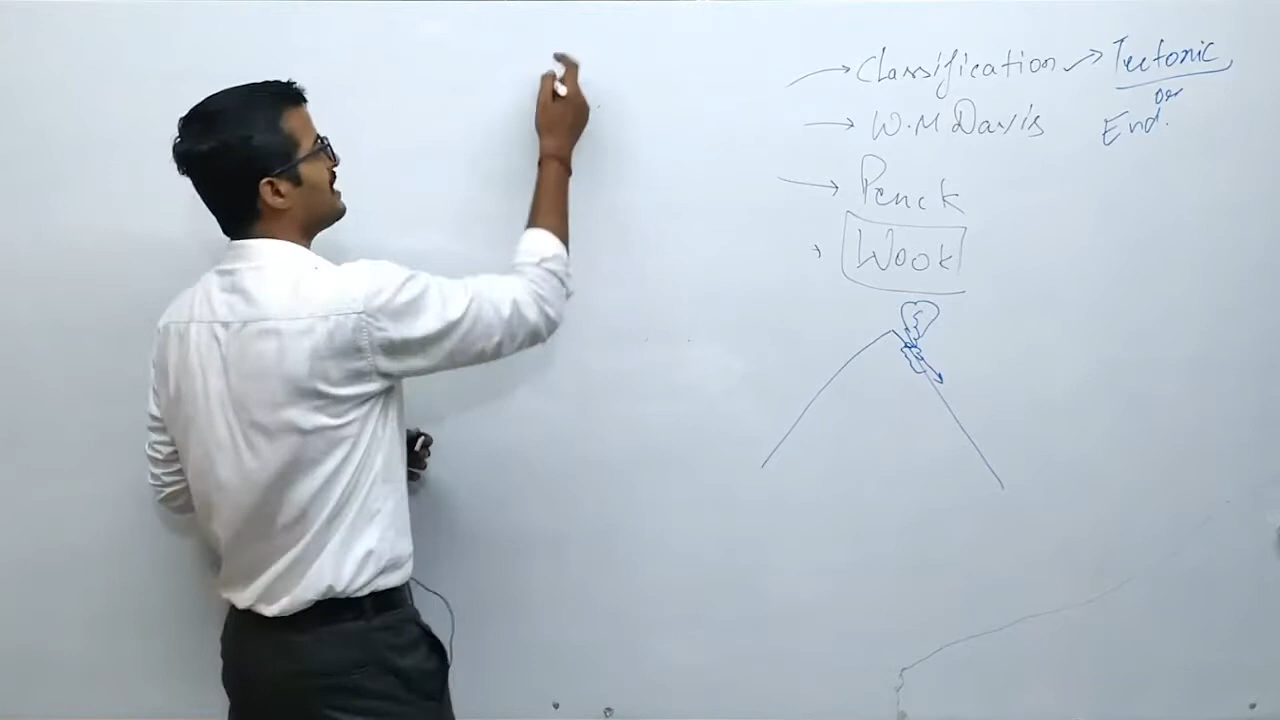 Classification → Tectonic
or
W.M Davis End.
Penck
Wook